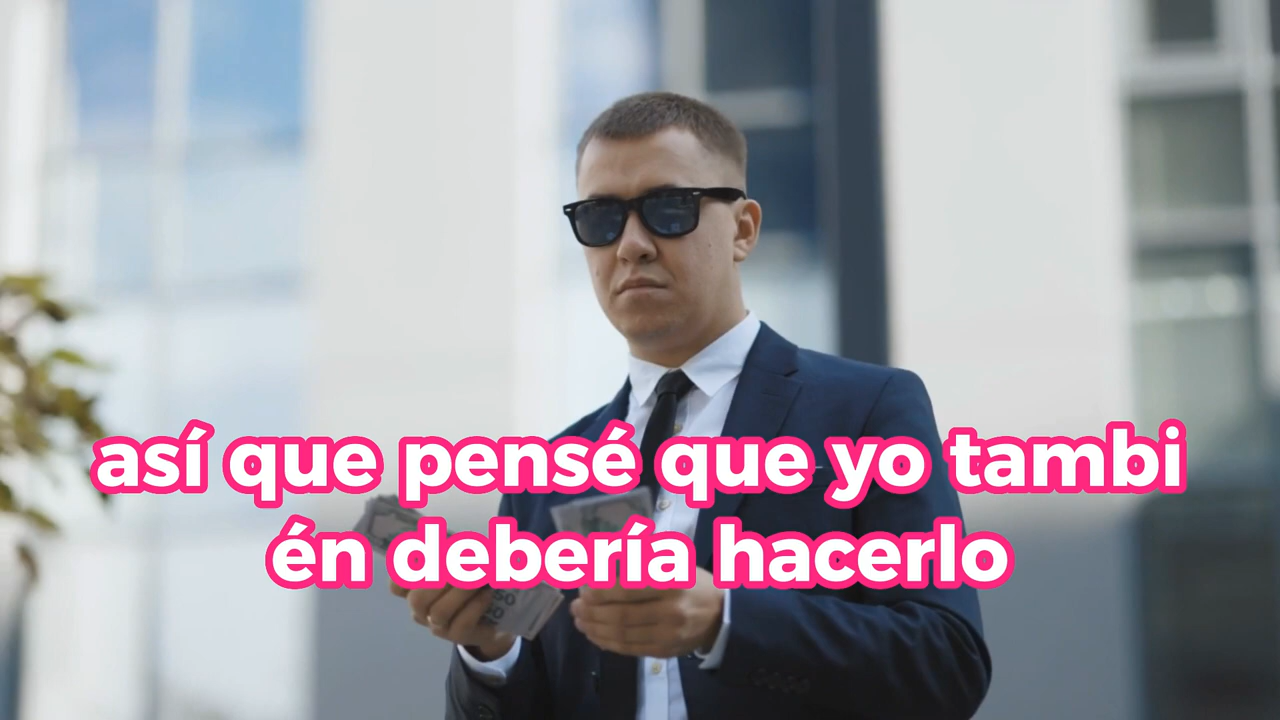 así que pensé que yo tambi
én debería hacerlo